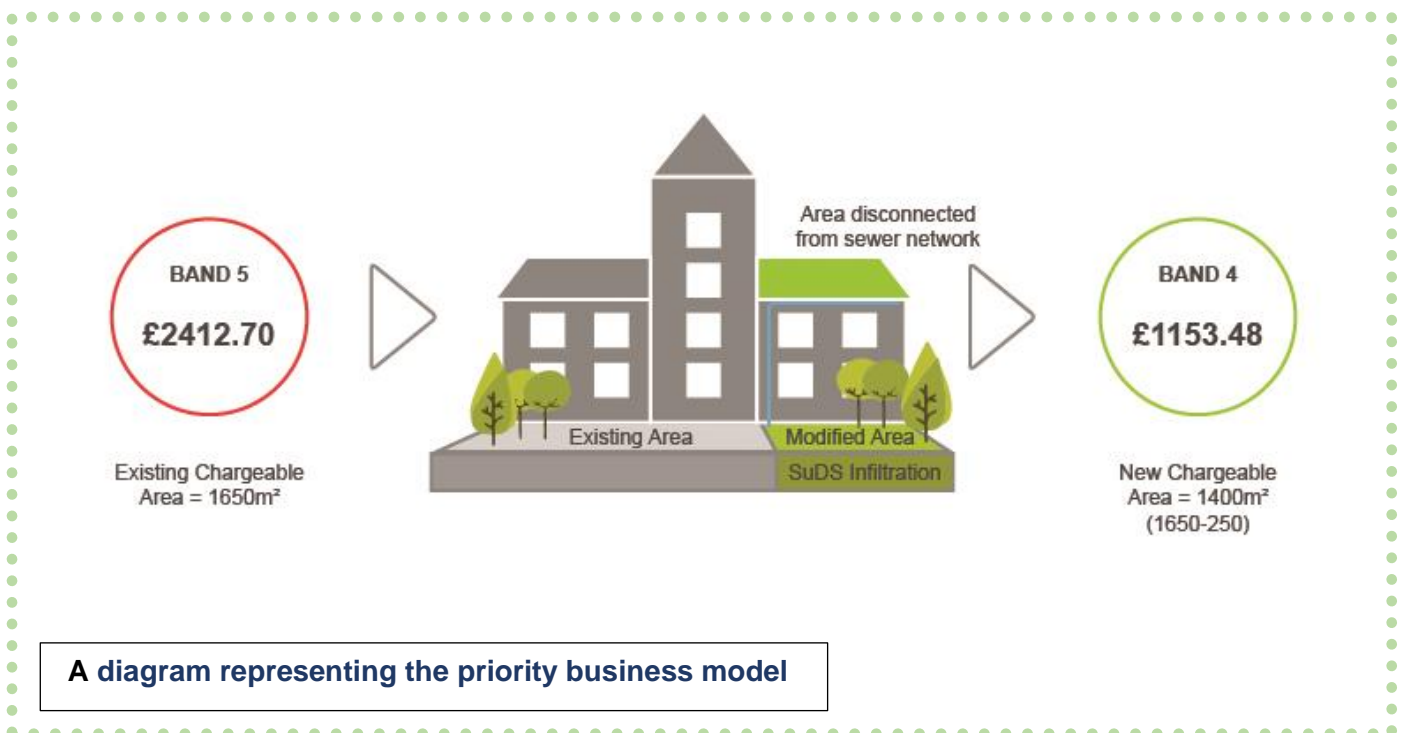 BAND 5
£2412.70
Existing Chargeable
Area = 1650m²
Area disconnected
from sewer network
Existing Area
Modified Area
SuDS Infiltration
BAND 4
£1153.48
New Chargeable
Area = 1400m²
(1650-250)
A diagram representing the priority business model